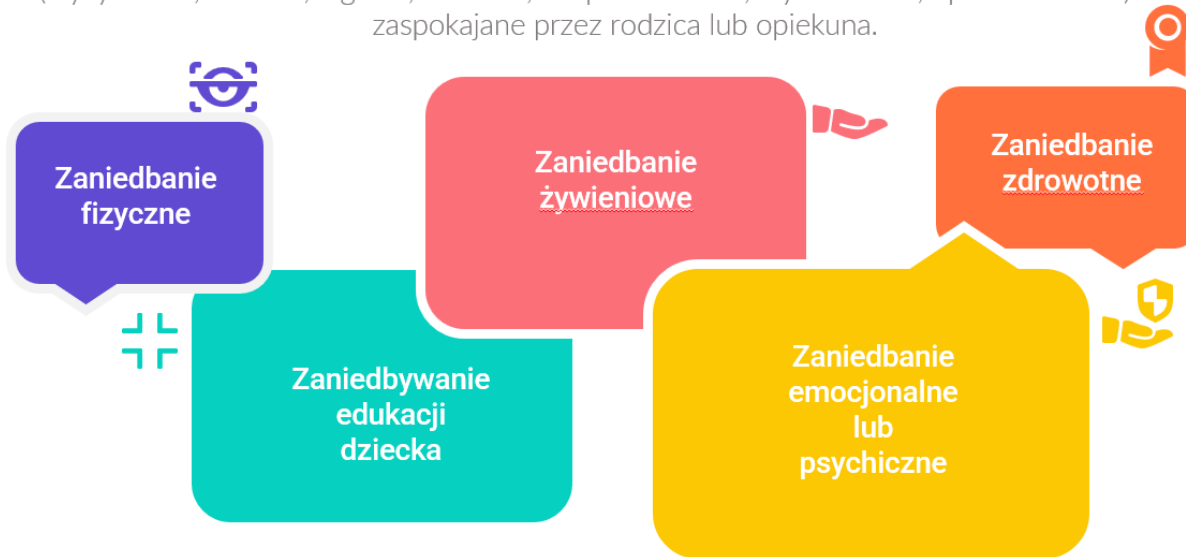 zaspokajane przez rodzica lub opiekuna.
Zaniedbanie
fizyczne
Zaniedbanie
żywieniowe
Zaniedbanie
zdrowotne
Zaniedbywanie
edukacji
dziecka
Zaniedbanie
emocjonalne
lub
psychiczne